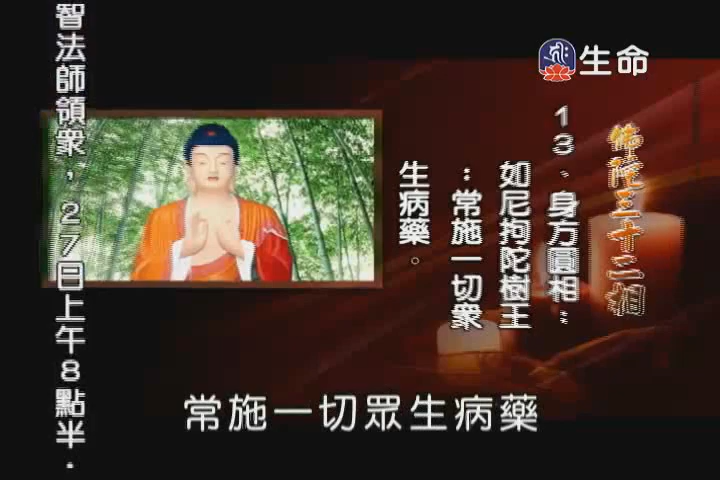 生命
佛陀三十二相
13、身方圓相：
如尼拘陀樹王
：常施一切衆
生病藥。
智法師領衆，27日上午8點半．
常施一切眾生病藥